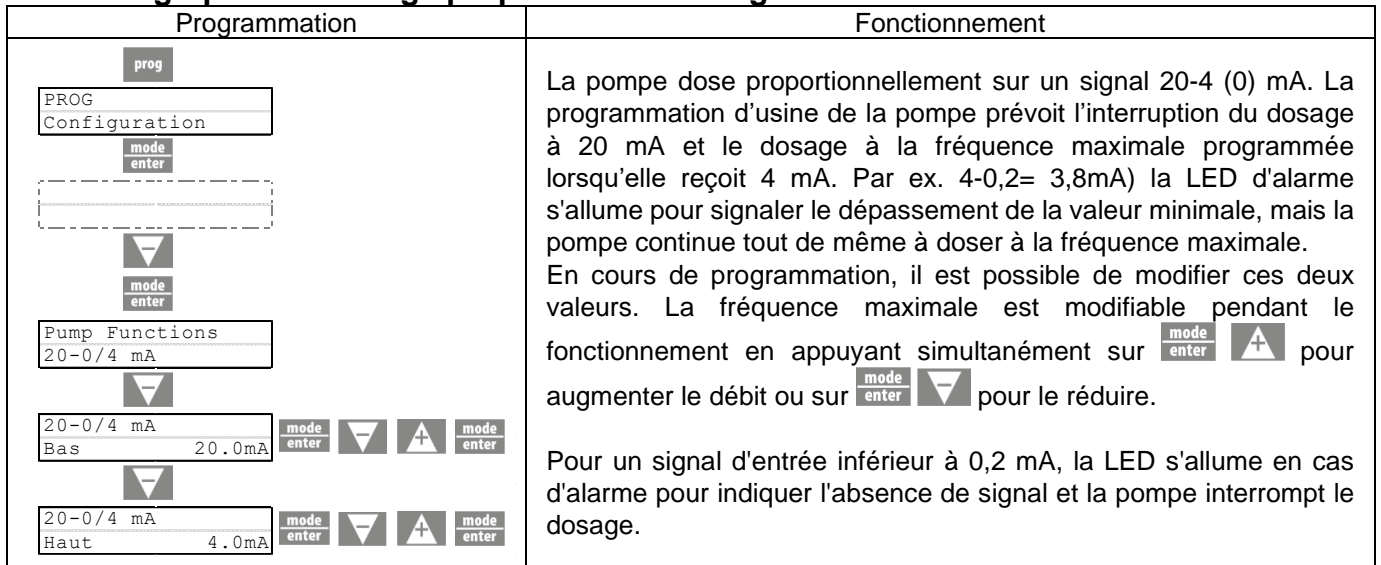 Programmation
Fonctionnement
prog
PROG
Configuration
mode
enter
mode
enter
Pump Functions
20-0/4 mA
20-0/4 mA
Bas 20.0mA
mode
enter
mode
enter
20-0/4 mA
Haut 4.0mA
mode
enter
mode
enter
La pompe dose proportionnellement sur un signal 20-4 (0) mA. La
programmation d’usine de la pompe prévoit l’interruption du dosage
à 20 mA et le dosage à la fréquence maximale programmée
lorsqu’elle reçoit 4 mA. Par ex. 4-0,2= 3,8mA) la LED d'alarme
s'allume pour signaler le dépassement de la valeur minimale, mais la
pompe continue tout de même à doser à la fréquence maximale.
En cours de programmation, il est possible de modifier ces deux
valeurs. La fréquence maximale est modifiable pendant le
fonctionnement en appuyant simultanément sur mode enter + pour
augmenter le débit ou sur mode enter − pour le réduire.
Pour un signal d'entrée inférieur à 0,2 mA, la LED s'allume en cas
d'alarme pour indiquer l'absence de signal et la pompe interrompt le
dosage.